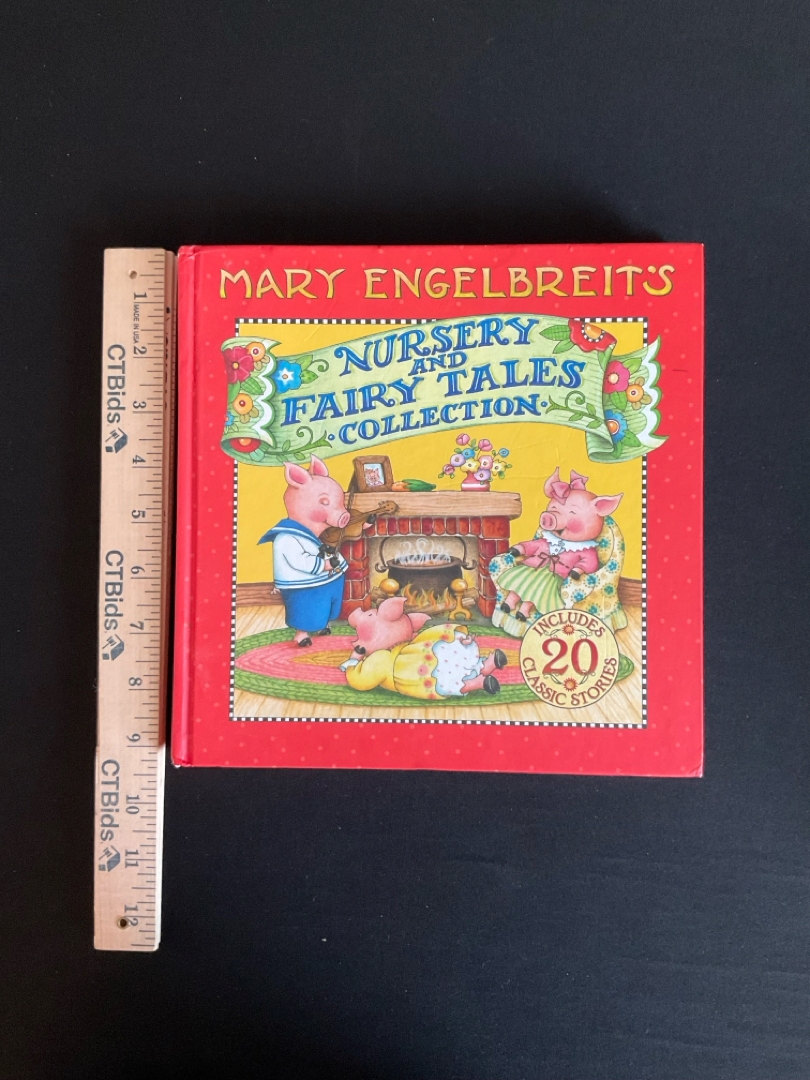 MARY ENGELBREIT'S
NURSERY
AND
FAIRY TALES
·COLLECTION·
INCLUDES
20
CLASSIC STORIES
1
MADE IN USA
2
CTBids
3
4
5
6
CTBids
7
8
9
CTBids
10
11
12